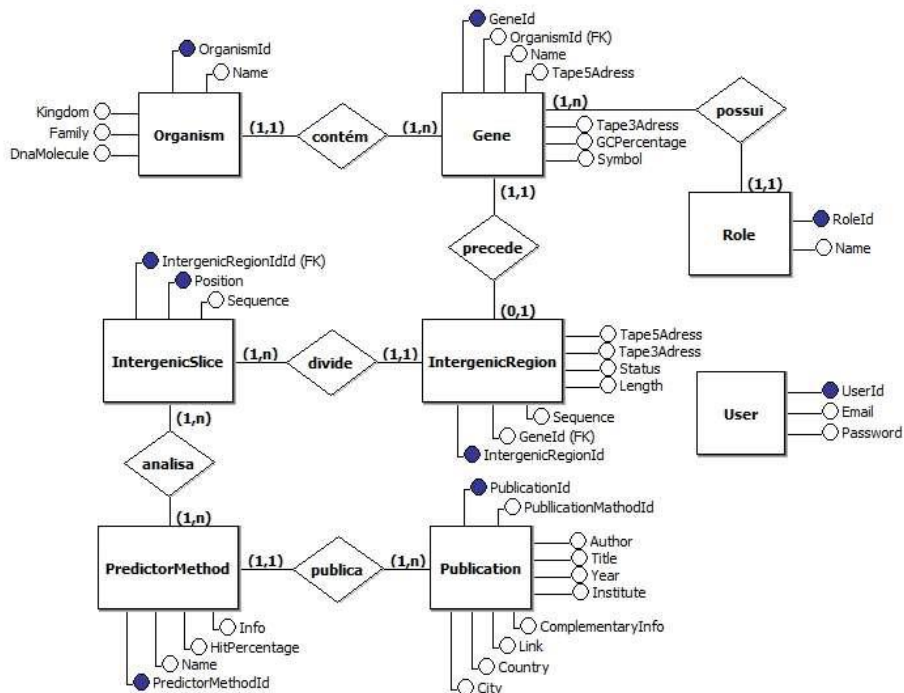 OrganismId
Name
Kingdom
Family
DnaMolecule
Organism
(1,1)
contém
(1,n)
GeneId
OrganismId (FK)
Name
Tape5Adress
Gene
(1,n)
Tape3Adress
GCPercentage
Symbol
possui
(1,1)
Role
RoleId
Name
(1,1)
precede
(0,1)
IntergenicRegionIdId (FK)
Position
Sequence
IntergenicSlice
(1,n)
divide
(1,1)
IntergenicRegion
Tape5Adress
Tape3Adress
Status
Length
Sequence
GeneId (FK)
IntergenicRegionId
User
UserId
Email
Password
(1,n)
analisa
(1,n)
PredictorMethod
(1,1)
publica
(1,n)
Publication
PublicationId
PubllicationMathodId
Author
Title
Year
Institute
ComplementaryInfo
Link
Country
City
Info
HitPercentage
Name
PredictorMethodId